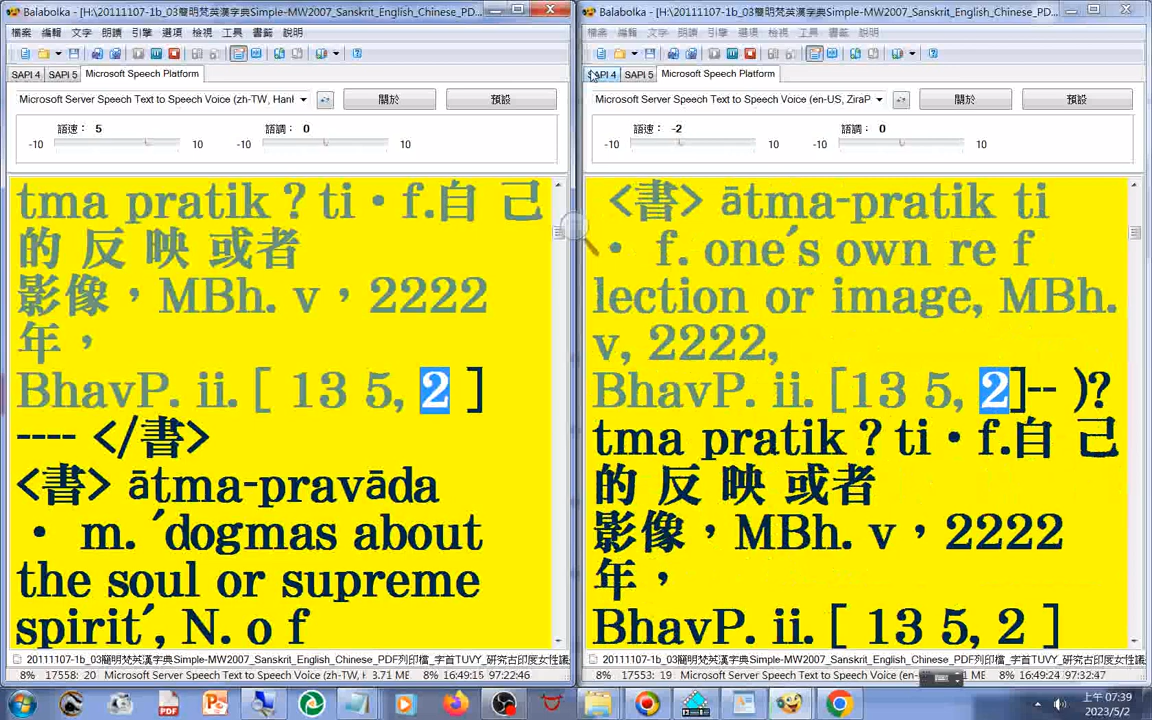 Balabolka - [H:\20111107-1b_03簡明梵英漢字典Simple-MW2007_Sanskrit_English_Chinese_PD...
檔案 編輯 文字 朗讀 引擎 選項 檢視 工具 書籤 說明
SAPI 4 SAPI 5 Microsoft Speech Platform
Microsoft Server Speech Text to Speech Voice (zh-TW, HanH
關於 預設
語速： 5 語調： 0
-10 10 -10 10
tma pratik ? ti • f.自 己
的 反 映 或者
影像，MBh. v，2222
年，
BhavP. ii. [ 13 5, 2 ]
---- </書>
<書> ātma-pravāda
• m. ´dogmas about
the soul or supreme
spirit´, N. o f
20111107-1b_03簡明梵英漢字典Simple-MW2007_Sanskrit_English_Chinese_PDF列印檔_字首TUVY_研究古印度女性議
8% 17558: 20 Microsoft Server Speech Text to Speech Voice (zh-TW, H 3.71 ME 8% 16:49:15 97:22:46
Balabolka - [H:\20111107-1b_03簡明梵英漢字典Simple-MW2007_Sanskrit_English_Chinese_PD...
檔案 編輯 文字 朗讀 引擎 選項 檢視 工具 書籤 說明
SAPI 4 SAPI 5 Microsoft Speech Platform
Microsoft Server Speech Text to Speech Voice (en-US, ZiraP
關於 預設
語速： -2 語調： 0
-10 10 -10 10
<書> ātma-pratik ti
• f. one´s own re f
lection or image, MBh.
v, 2222,
BhavP. ii. [13 5, 2]-- )?
tma pratik ? ti • f.自 己
的 反 映 或者
影像，MBh. v，2222
年，
BhavP. ii. [ 13 5, 2 ]
20111107-1b_03簡明梵英漢字典Simple-MW2007_Sanskrit_English_Chinese_PDF列印檔_字首TUVY_研究古印度女性議
8% 17553: 19 Microsoft Server Speech Text to Speech Voice (en-US 8% 16:49:24 97:32:47
上午 07:39
2023/5/2